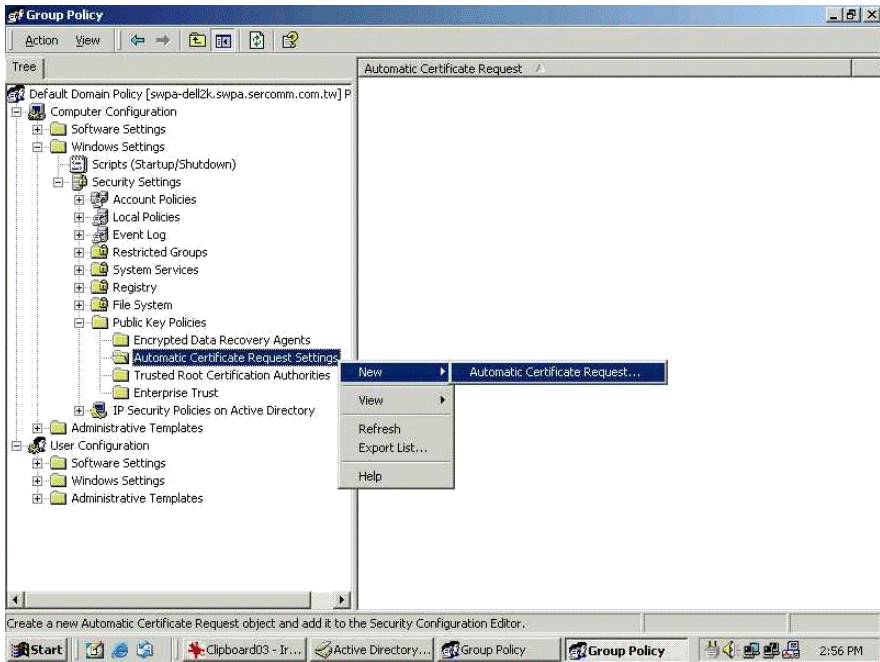 Group Policy
Action View
Tree
Automatic Certificate Request
Default Domain Policy [swpa-dell2k.swpa.sercomm.com.tw] P
Computer Configuration
Software Settings
Windows Settings
Scripts (Startup/Shutdown)
Security Settings
Account Policies
Local Policies
Event Log
Restricted Groups
System Services
Registry
File System
Public Key Policies
Encrypted Data Recovery Agents
Automatic Certificate Request Settings
Trusted Root Certification Authorities
Enterprise Trust
IP Security Policies on Active Directory
Administrative Templates
User Configuration
Software Settings
Windows Settings
Administrative Templates
New
View
Refresh
Export List...
Help
Automatic Certificate Request...
Create a new Automatic Certificate Request object and add it to the Security Configuration Editor.
Start
Clipboard03 - Ir...
Active Directory...
Group Policy
Group Policy
2:56 PM